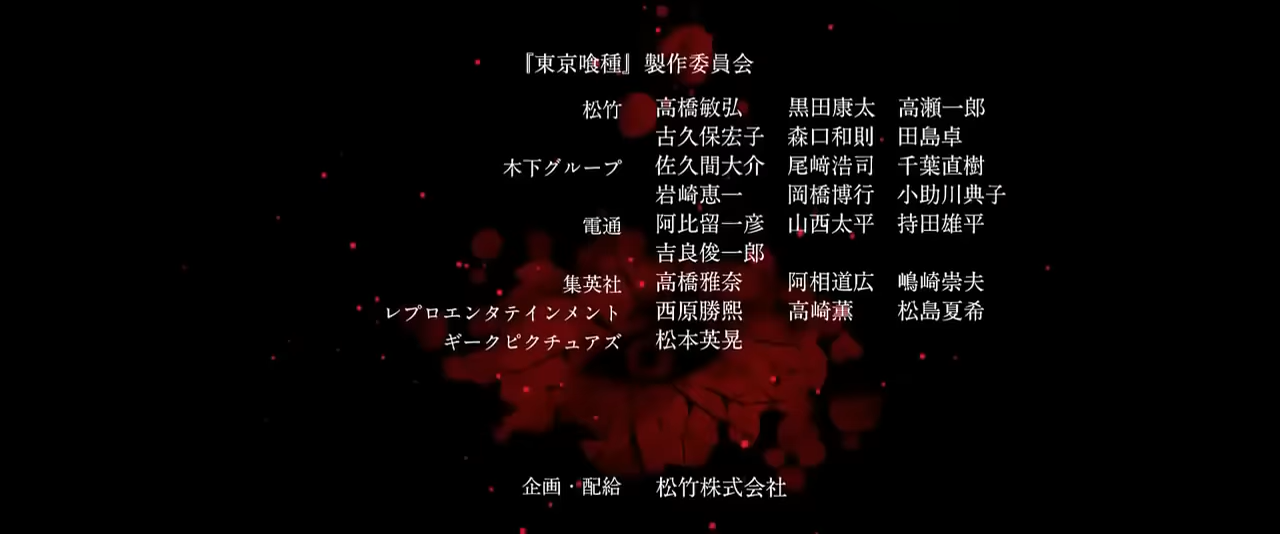 『東京喰種』製作委員会
松竹 高橋敏弘 黒田康太 高瀬一郎
古久保宏子 森口和則 田島卓
木下グループ 佐久間大介 尾﨑浩司 千葉直樹
岩崎恵一 岡橋博行 小助川典子
電通 阿比留一彦 山西太平 持田雄平
吉良俊一郎
集英社 高橋雅奈 阿相道広 嶋崎崇夫
レプロエンタテインメント 西原勝熙 高崎薫 松島夏希
ギークピクチュアズ 松本英晃
企画・配給 松竹株式会社